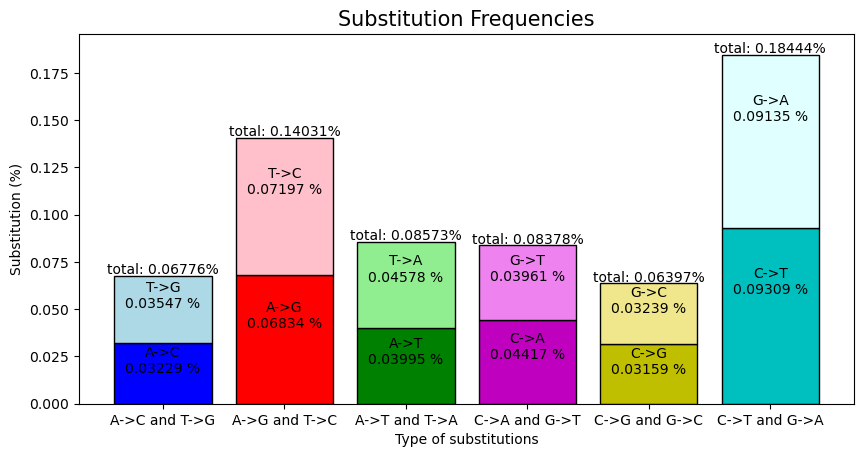 Substitution Frequencies
Substitution (%)
0.175
0.150
0.125
0.100
0.075
0.050
0.025
0.000
total: 0.06776%
T->G
0.03547 %
A->C
0.03229 %
total: 0.14031%
T->C
0.07197 %
A->G
0.06834 %
total: 0.08573%
T->A
0.04578 %
A->T
0.03995 %
total: 0.08378%
G->T
0.03961 %
C->A
0.04417 %
total: 0.06397%
G->C
0.03239 %
C->G
0.03159 %
total: 0.18444%
G->A
0.09135 %
C->T
0.09309 %
A->C and T->G
A->G and T->C
A->T and T->A
C->A and G->T
C->G and G->C
C->T and G->A
Type of substitutions